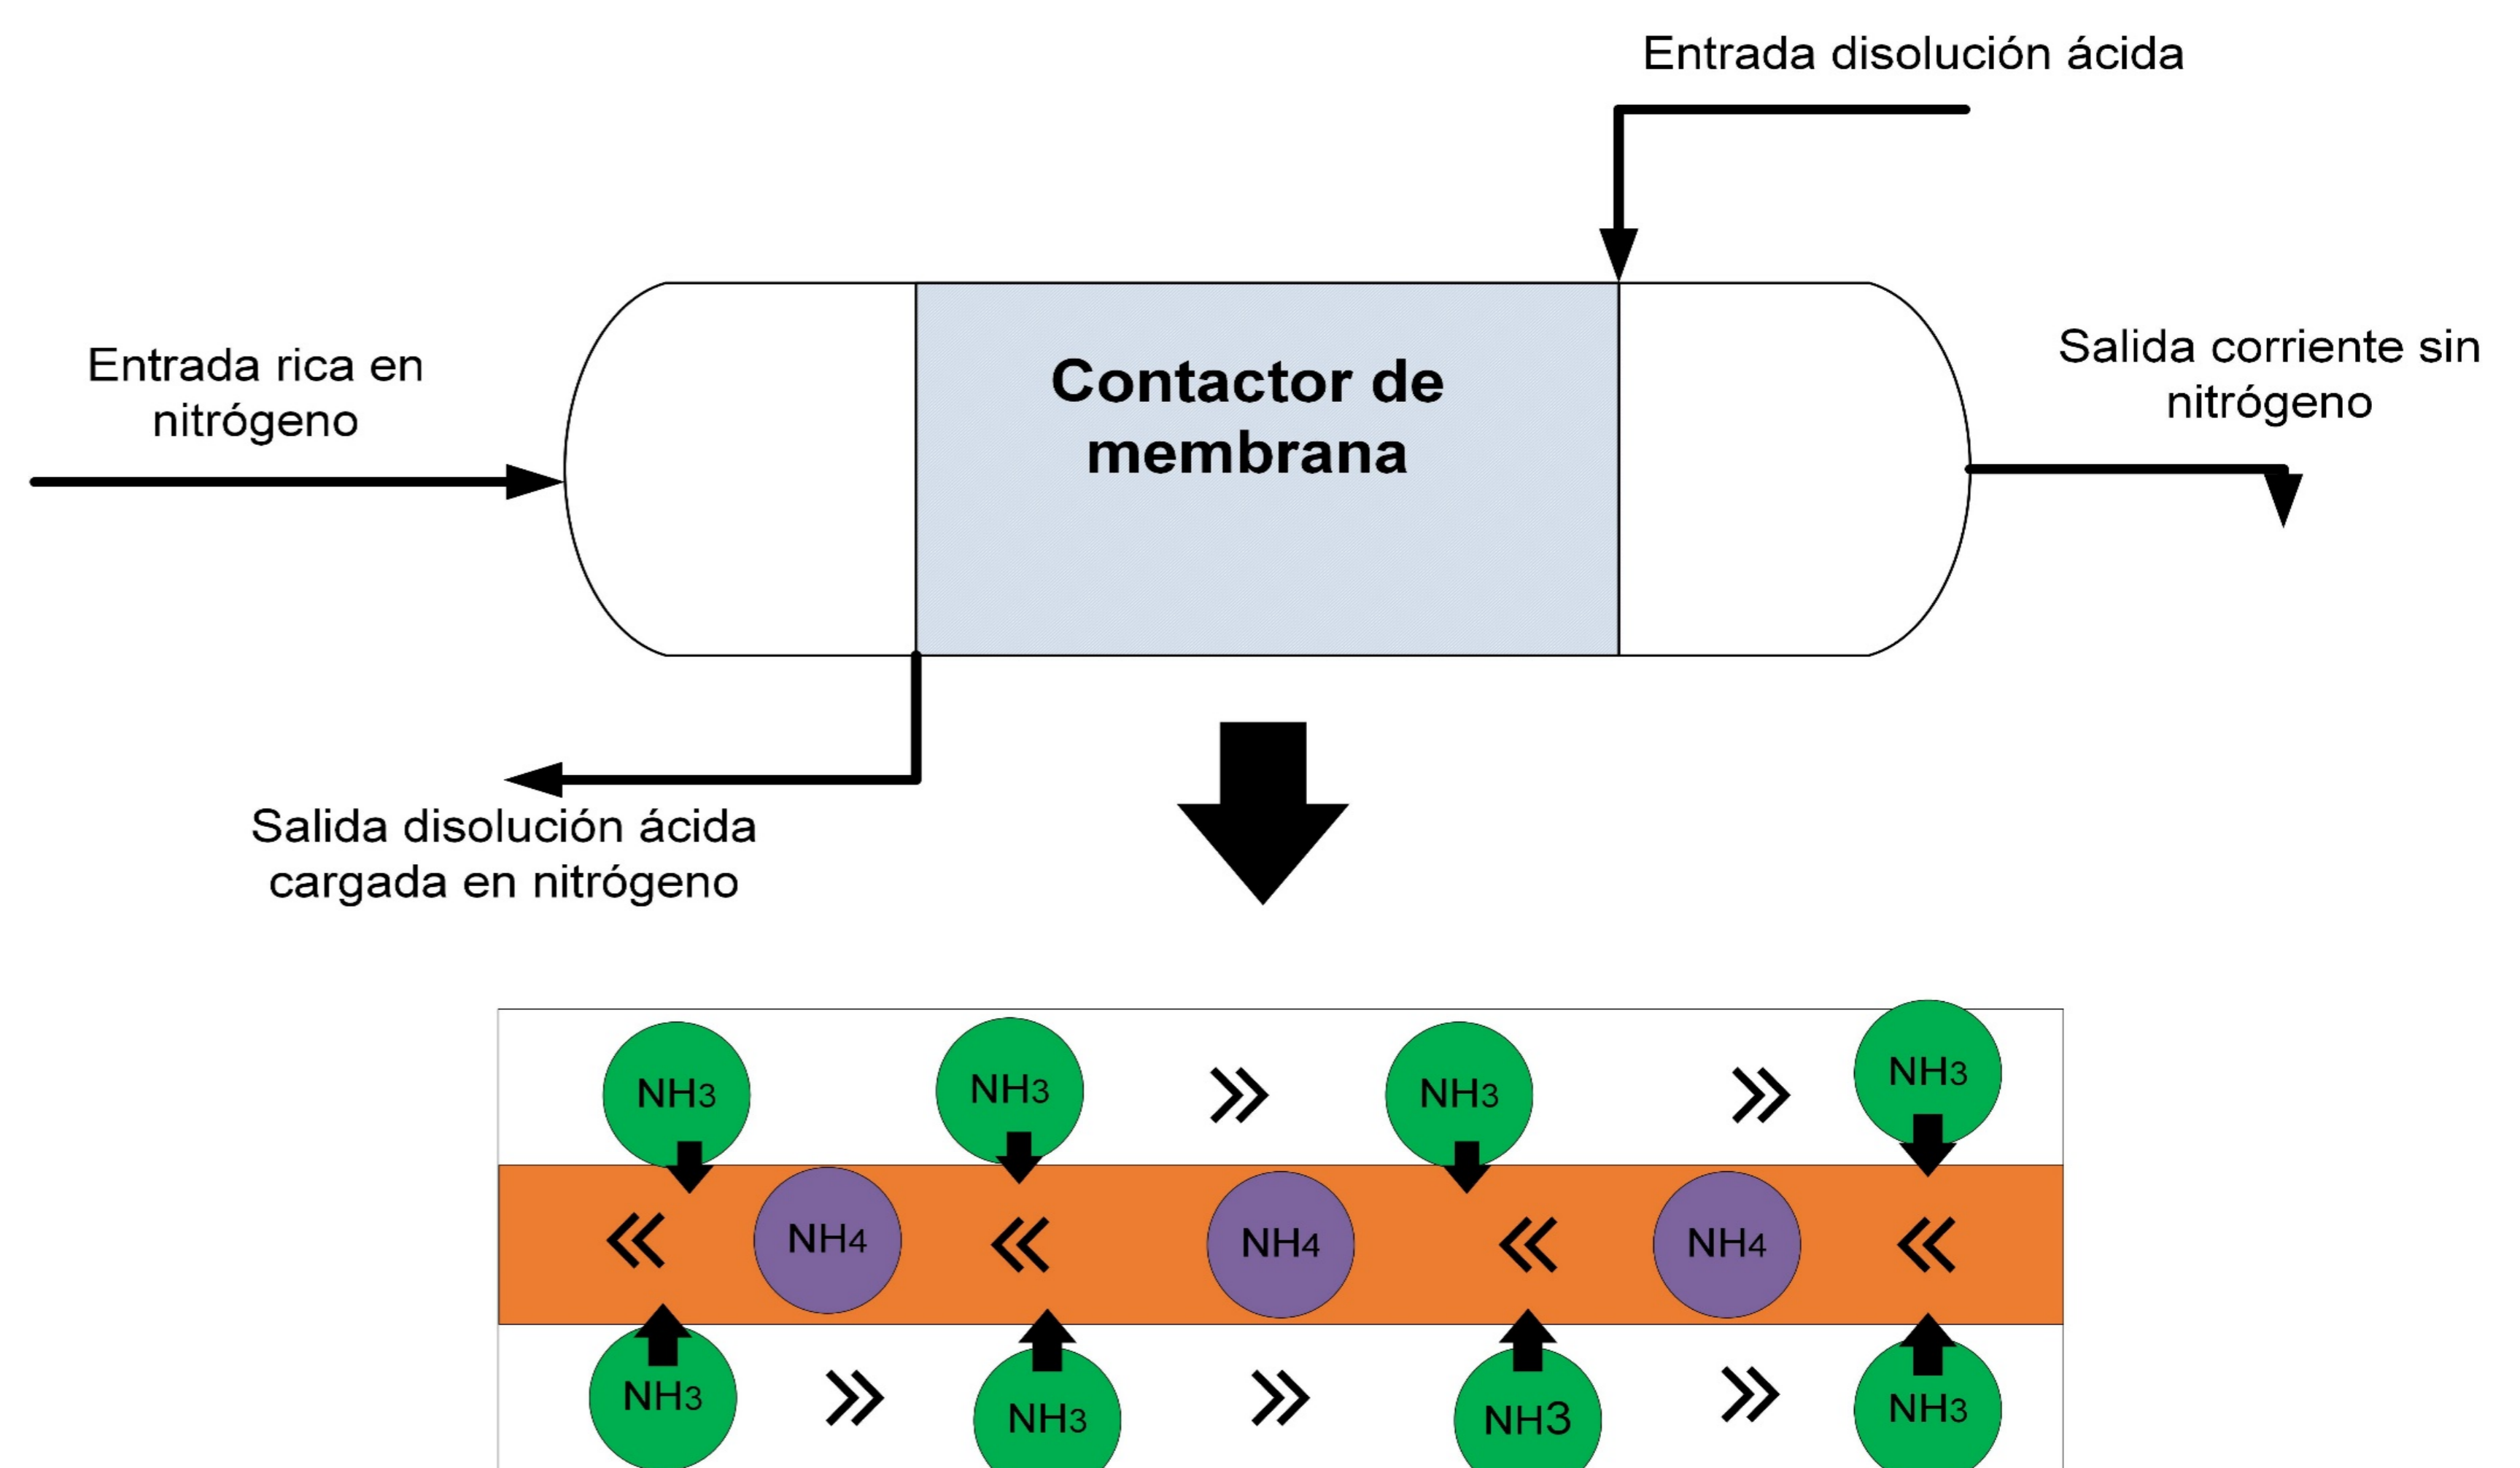 Entrada disolución ácida
Entrada rica en
nitrógeno
Contactor de
membrana
Salida corriente sin
nitrógeno
Salida disolución ácida
cargada en nitrógeno
NH3
NH3
NH3
NH3
NH4
NH4
NH4
NH3
NH3
NH3
NH3